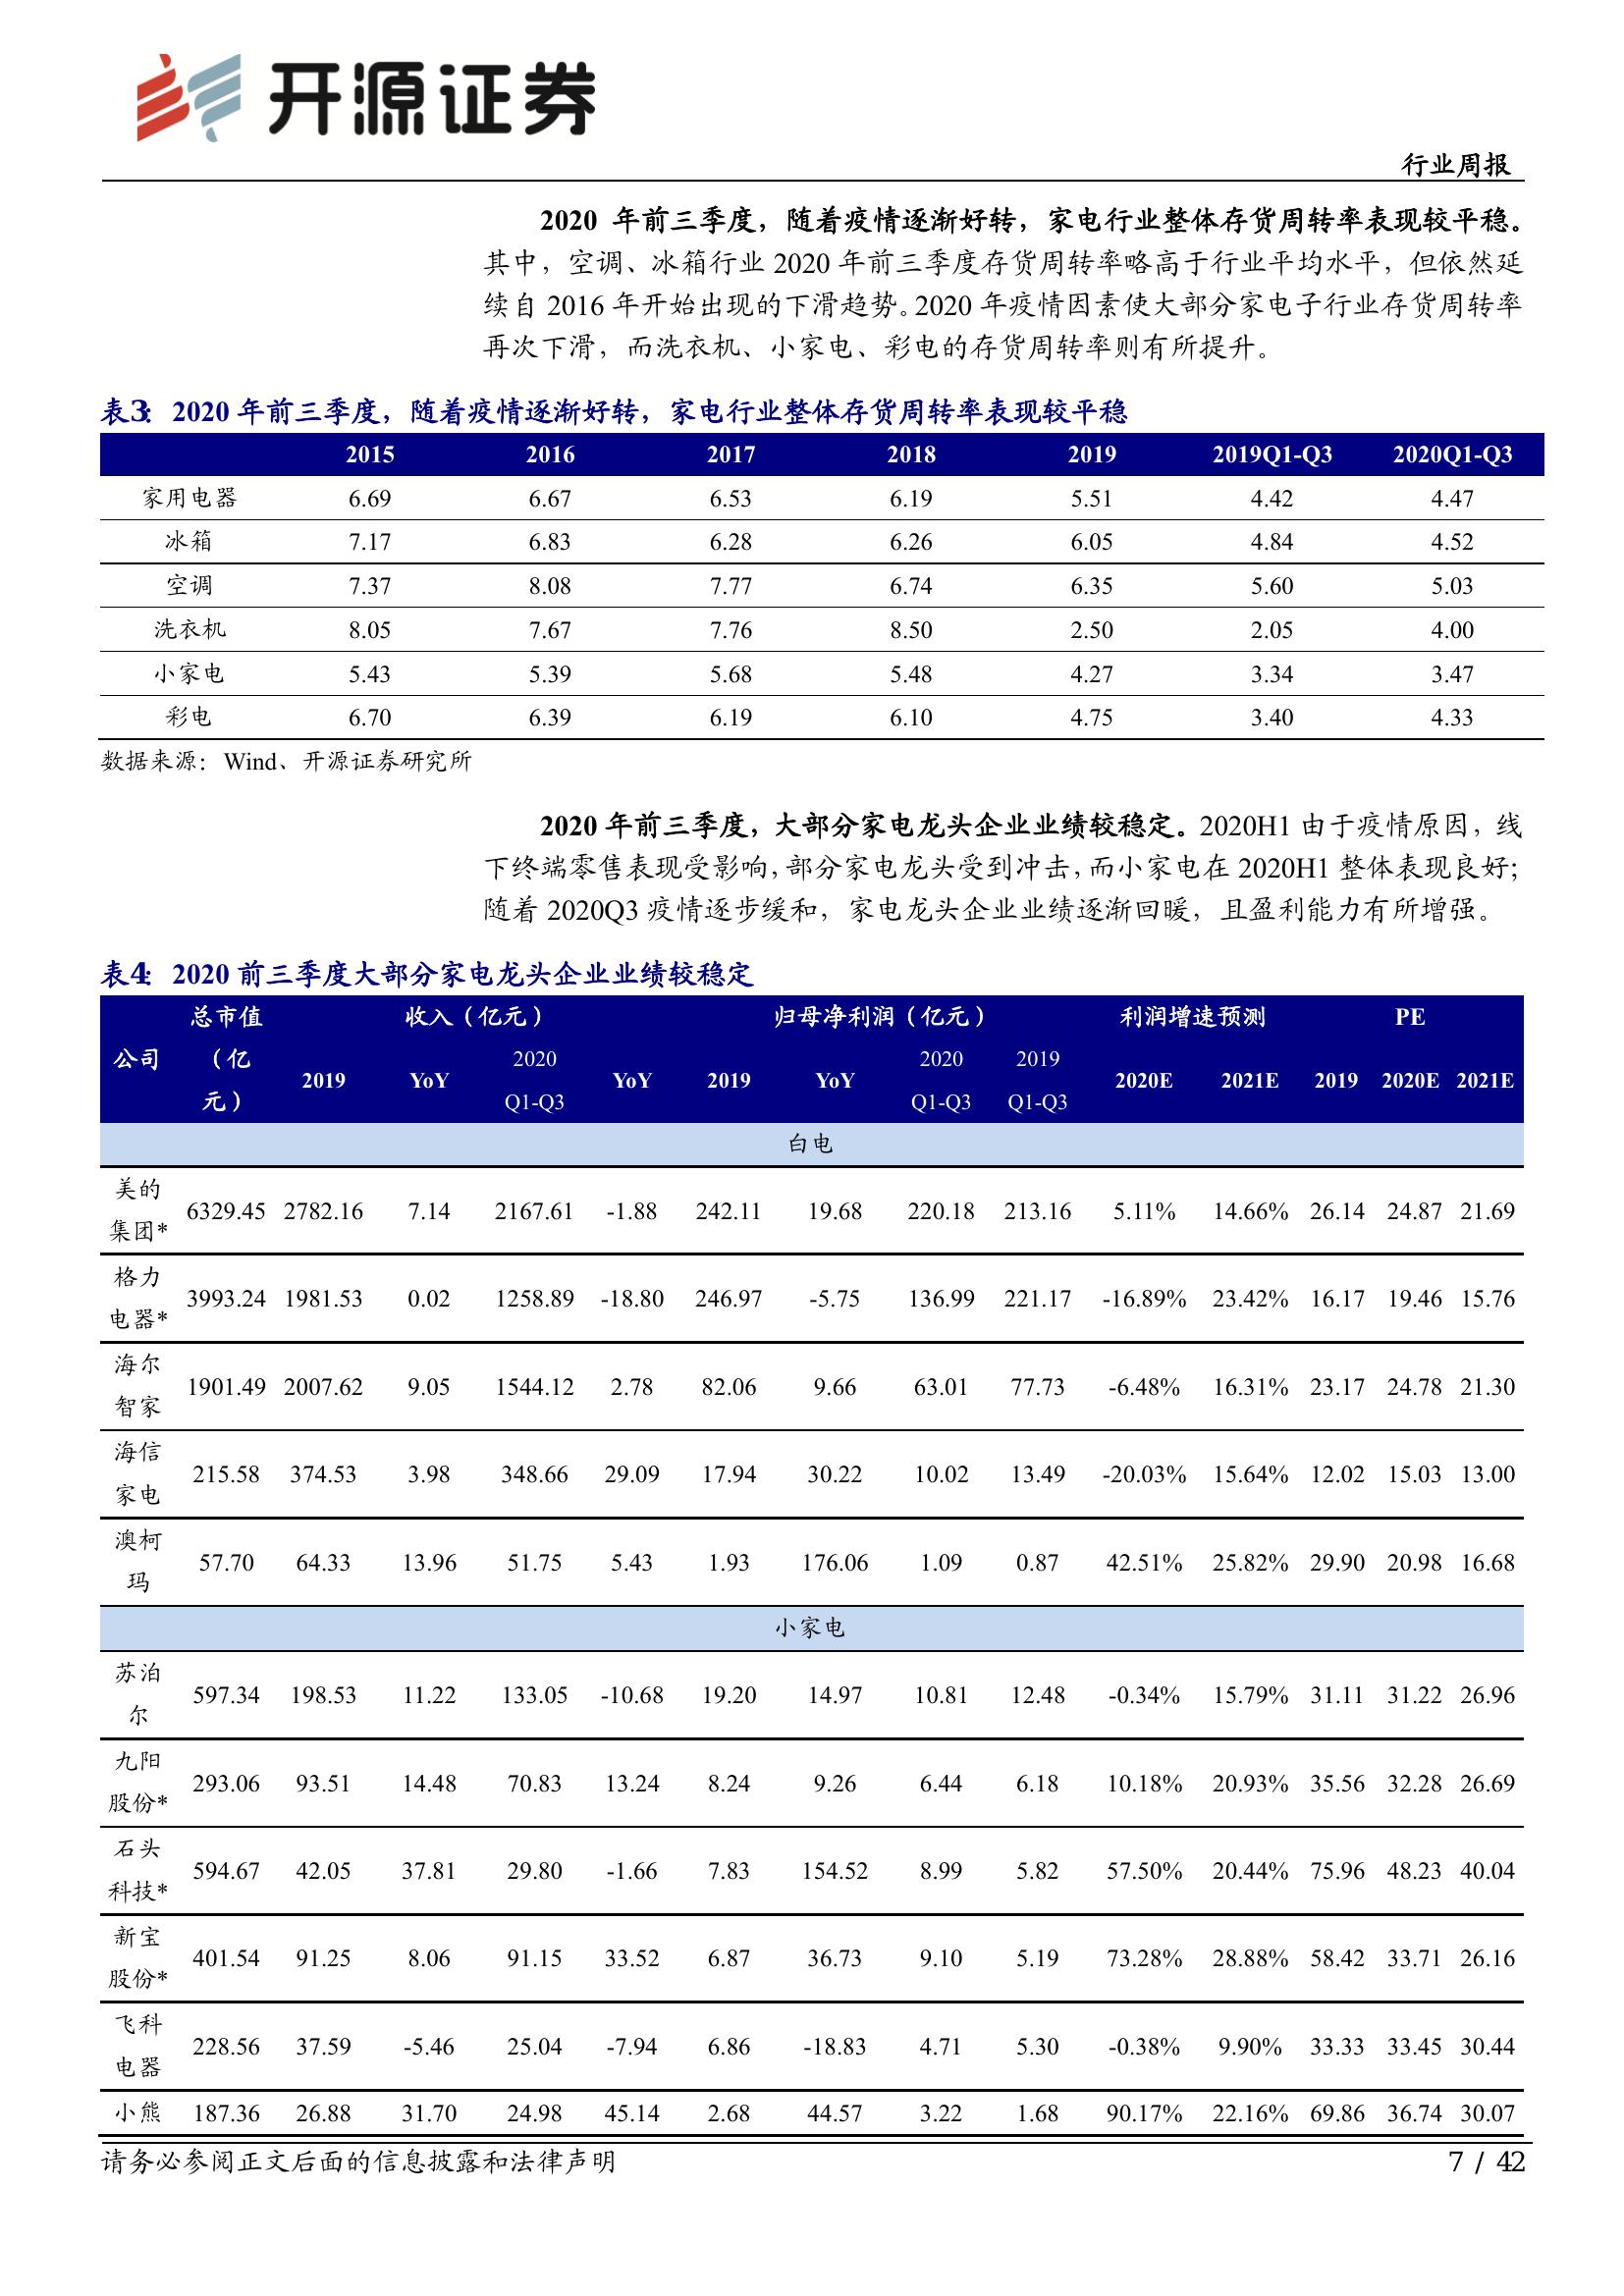 开源证券
行业周报
2020 年前三季度，随着疫情逐渐好转，家电行业整体存货周转率表现较平稳。
其中，空调、冰箱行业 2020 年前三季度存货周转率略高于行业平均水平，但依然延
续自 2016 年开始出现的下滑趋势。2020 年疫情因素使大部分家电子行业存货周转率
再次下滑，而洗衣机、小家电、彩电的存货周转率则有所提升。
表3： 2020 年前三季度，随着疫情逐渐好转，家电行业整体存货周转率表现较平稳
2015 2016 2017 2018 2019 2019Q1-Q3 2020Q1-Q3
家用电器 6.69 6.67 6.53 6.19 5.51 4.42 4.47
冰箱 7.17 6.83 6.28 6.26 6.05 4.84 4.52
空调 7.37 8.08 7.77 6.74 6.35 5.60 5.03
洗衣机 8.05 7.67 7.76 8.50 2.50 2.05 4.00
小家电 5.43 5.39 5.68 5.48 4.27 3.34 3.47
彩电 6.70 6.39 6.19 6.10 4.75 3.40 4.33
数据来源：Wind、开源证券研究所
2020 年前三季度，大部分家电龙头企业业绩较稳定。2020H1 由于疫情原因，线
下终端零售表现受影响，部分家电龙头受到冲击，而小家电在 2020H1 整体表现良好；
随着 2020Q3 疫情逐步缓和，家电龙头企业业绩逐渐回暖，且盈利能力有所增强。
表4： 2020 前三季度大部分家电龙头企业业绩较稳定
总市值 收入（亿元） 归母净利润（亿元） 利润增速预测 PE
公司 （亿 2020 2020 2019
2019 YoY YoY 2019 YoY 2020E 2021E 2019 2020E 2021E
元） Q1-Q3 Q1-Q3 Q1-Q3
白电
美的
集团* 6329.45 2782.16 7.14 2167.61 -1.88 242.11 19.68 220.18 213.16 5.11% 14.66% 26.14 24.87 21.69
格力
电器* 3993.24 1981.53 0.02 1258.89 -18.80 246.97 -5.75 136.99 221.17 -16.89% 23.42% 16.17 19.46 15.76
海尔
智家 1901.49 2007.62 9.05 1544.12 2.78 82.06 9.66 63.01 77.73 -6.48% 16.31% 23.17 24.78 21.30
海信
家电 215.58 374.53 3.98 348.66 29.09 17.94 30.22 10.02 13.49 -20.03% 15.64% 12.02 15.03 13.00
澳柯
玛 57.70 64.33 13.96 51.75 5.43 1.93 176.06 1.09 0.87 42.51% 25.82% 29.90 20.98 16.68
小家电
苏泊
尔 597.34 198.53 11.22 133.05 -10.68 19.20 14.97 10.81 12.48 -0.34% 15.79% 31.11 31.22 26.96
九阳
股份* 293.06 93.51 14.48 70.83 13.24 8.24 9.26 6.44 6.18 10.18% 20.93% 35.56 32.28 26.69
石头
科技* 594.67 42.05 37.81 29.80 -1.66 7.83 154.52 8.99 5.82 57.50% 20.44% 75.96 48.23 40.04
新宝
股份* 401.54 91.25 8.06 91.15 33.52 6.87 36.73 9.10 5.19 73.28% 28.88% 58.42 33.71 26.16
飞科
电器 228.56 37.59 -5.46 25.04 -7.94 6.86 -18.83 4.71 5.30 -0.38% 9.90% 33.33 33.45 30.44
小熊 187.36 26.88 31.70 24.98 45.14 2.68 44.57 3.22 1.68 90.17% 22.16% 69.86 36.74 30.07
请务必参阅正文后面的信息披露和法律声明 7 / 42